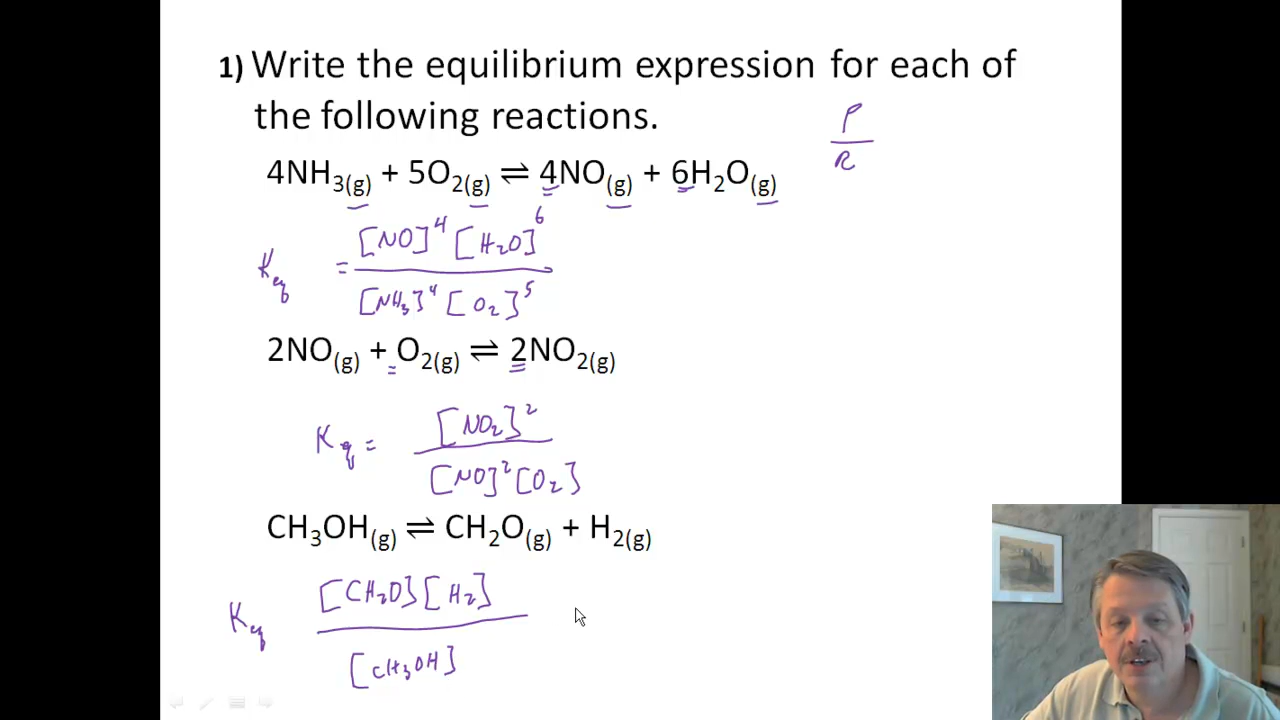 1) Write the equilibrium expression for each of
the following reactions.
P
R
4NH₃(g) + 5O₂(g) ⇌ 4NO(g) + 6H₂O(g)
Keq = [NO]⁴ [H₂O]⁶
[NH₃]⁴ [O₂]⁵
2NO(g) + O₂(g) ⇌ 2NO₂(g)
Keq = [NO₂]²
[NO]² [O₂]
CH₃OH(g) ⇌ CH₂O(g) + H₂(g)
Keq [CH₂O] [H₂]
[CH₃OH]